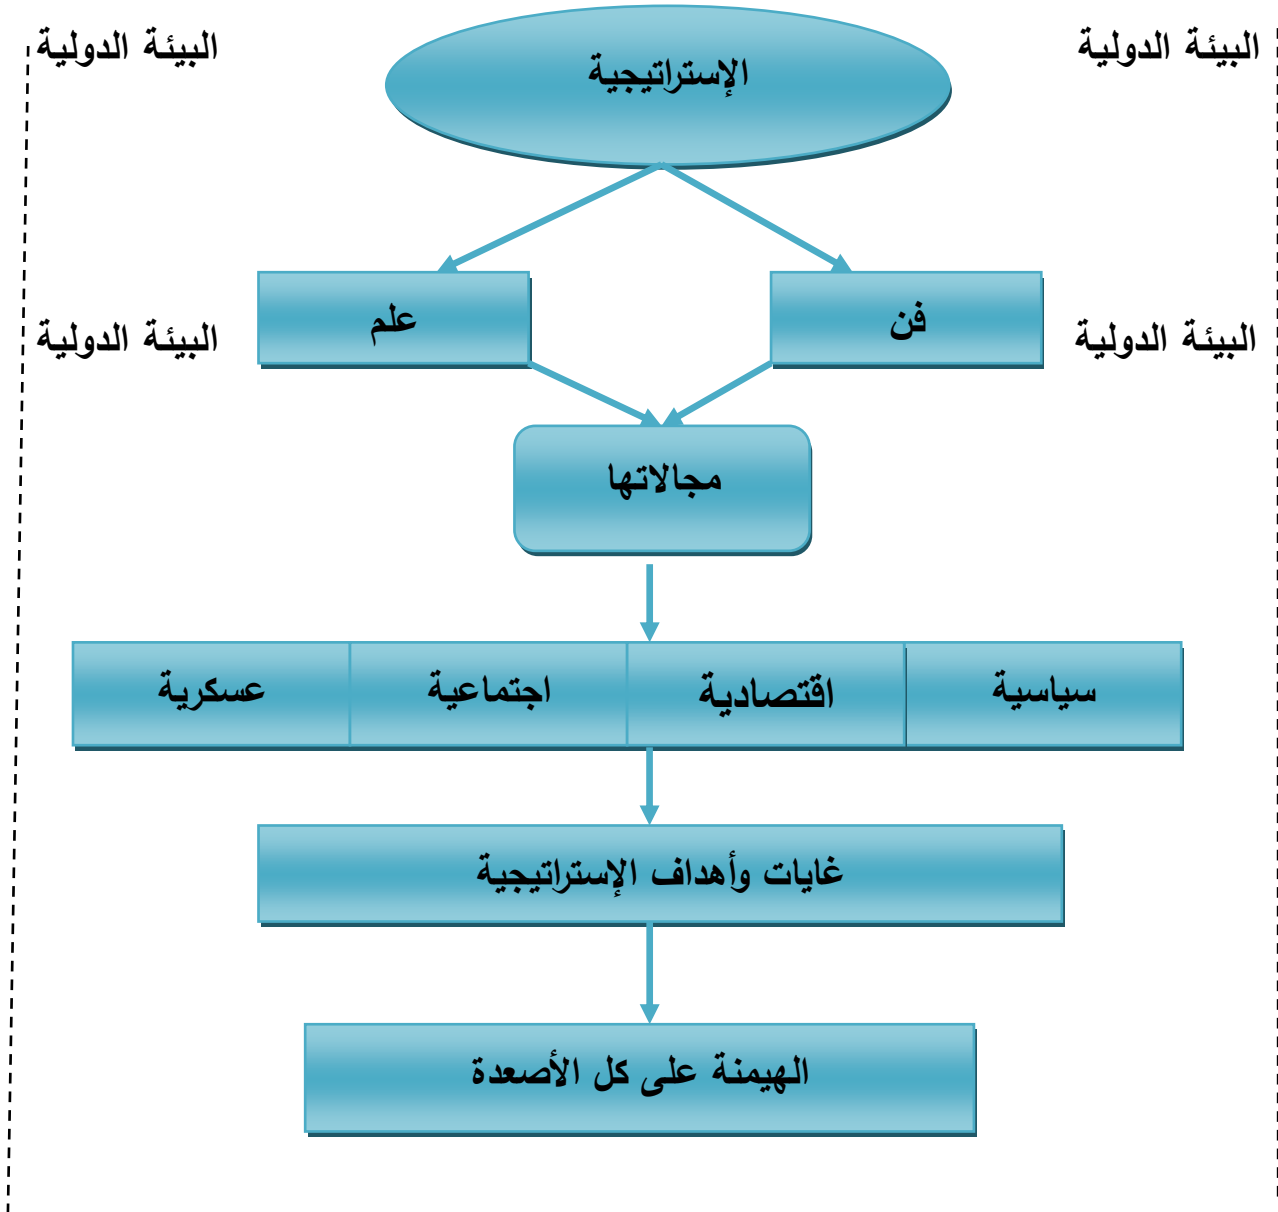 البيئة الدولية
الإستراتيجية
البيئة الدولية
فن
علم
البيئة الدولية
البيئة الدولية
مجالاتها
سياسية
اقتصادية
اجتماعية
عسكرية
غايات وأهداف الإستراتيجية
الهيمنة على كل الأصعدة